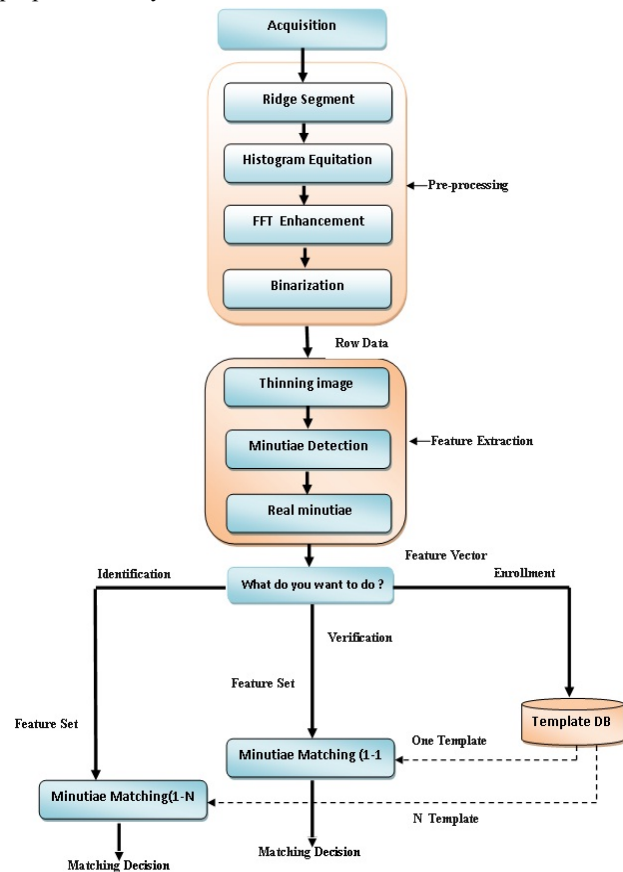 Acquisition
Ridge Segment
Histogram Equitation
Pre-processing
FFT Enhancement
Binarization
Row Data
Thinning image
Minutiae Detection
Feature Extraction
Real minutiae
Feature Vector
Identification
What do you want to do ?
Enrollment
Verification
Feature Set
Feature Set
Template DB
One Template
Minutiae Matching (1-1
Minutiae Matching(1-N
N Template
Matching Decision
Matching Decision